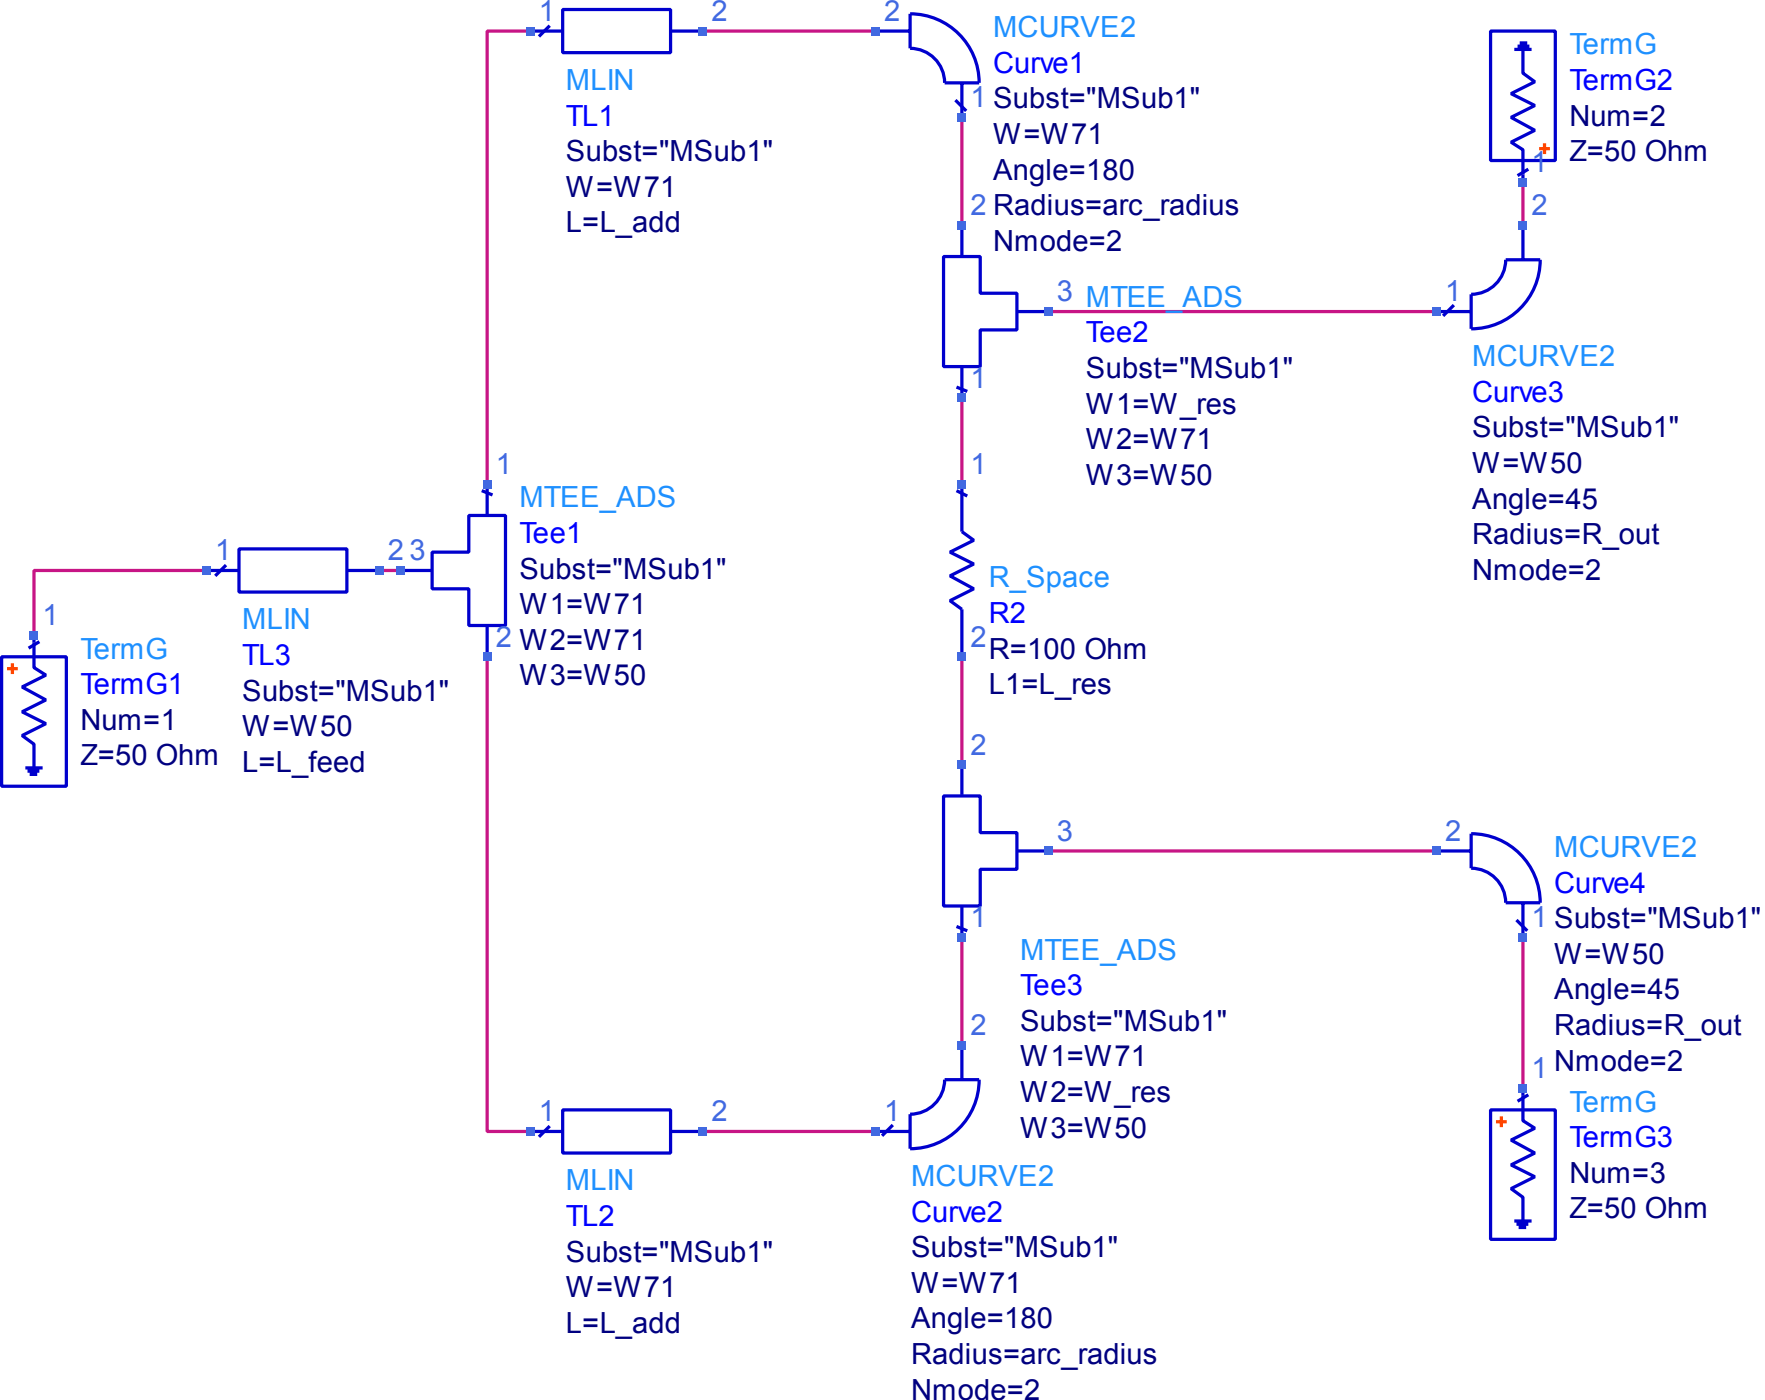 1
2
MLIN
TL1
Subst="MSub1"
W=W71
L=L_add
2
1
MCURVE2
Curve1
Subst="MSub1"
W=W71
Angle=180
Radius=arc_radius
Nmode=2
TermG
TermG2
Num=2
Z=50 Ohm
+
1
2
2
3
1
MTEE_ADS
Tee2
Subst="MSub1"
W1=W_res
W2=W71
W3=W50
1
MCURVE2
Curve3
Subst="MSub1"
W=W50
Angle=45
Radius=R_out
Nmode=2
1
2
3
MTEE_ADS
Tee1
Subst="MSub1"
W1=W71
W2=W71
W3=W50
1
2
MLIN
TL3
Subst="MSub1"
W=W50
L=L_feed
1
+
TermG
TermG1
Num=1
Z=50 Ohm
1
2
R_Space
R2
R=100 Ohm
L1=L_res
2
3
1
MTEE_ADS
Tee3
Subst="MSub1"
W1=W71
W2=W_res
W3=W50
2
1
MCURVE2
Curve4
Subst="MSub1"
W=W50
Angle=45
Radius=R_out
Nmode=2
1
+
TermG
TermG3
Num=3
Z=50 Ohm
1
2
MLIN
TL2
Subst="MSub1"
W=W71
L=L_add
2
1
MCURVE2
Curve2
Subst="MSub1"
W=W71
Angle=180
Radius=arc_radius
Nmode=2